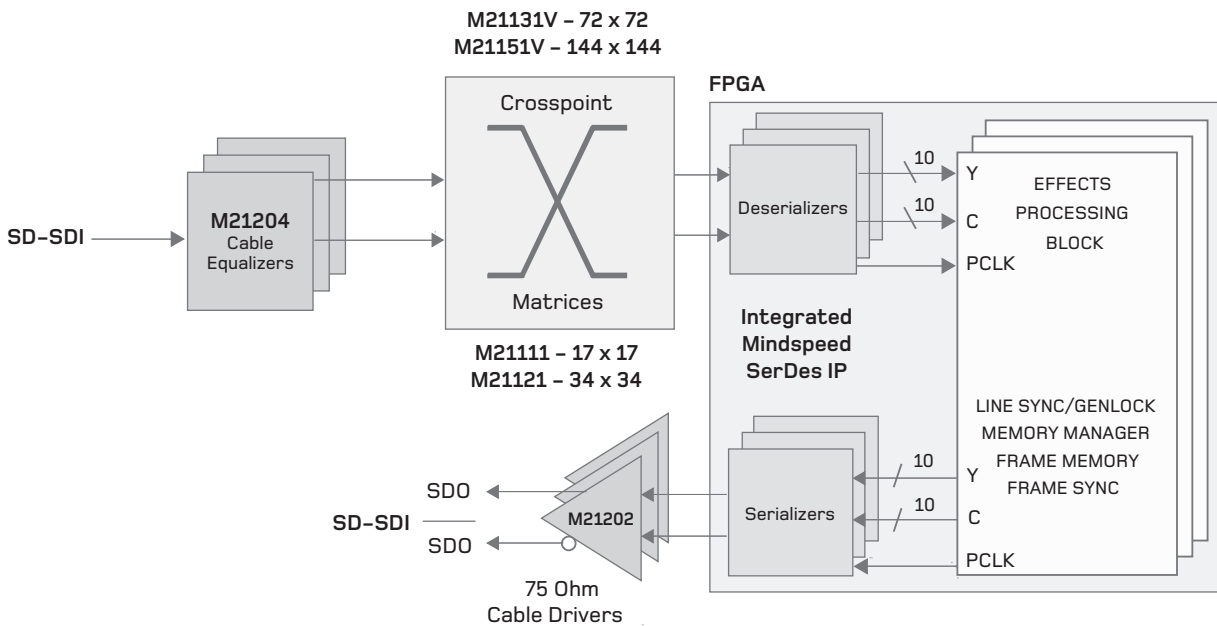 M21131V – 72 x 72
M21151V – 144 x 144
FPGA
Crosspoint
Matrices
SD–SDI
M21204
Cable
Equalizers
M21111 – 17 x 17
M21121 – 34 x 34
Deserializers
10
10
Y
C
PCLK
EFFECTS
PROCESSING
BLOCK
Integrated
Mindspeed
SerDes IP
LINE SYNC/GENLOCK
MEMORY MANAGER
FRAME MEMORY
FRAME SYNC
Y
C
PCLK
10
10
Serializers
M21202
75 Ohm
Cable Drivers
SDO
SD–SDI
SDO